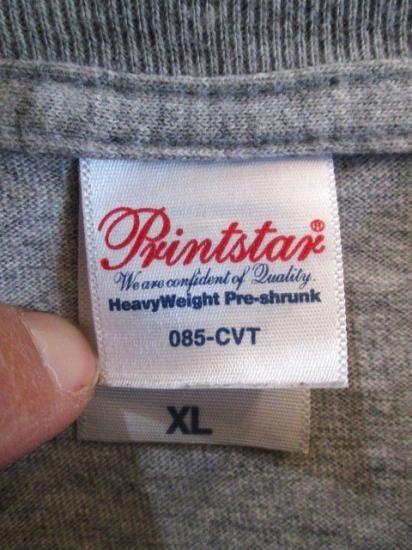 Printstar®
We are confident of Quality.
HeavyWeight Pre-shrunk
085-CVT
XL